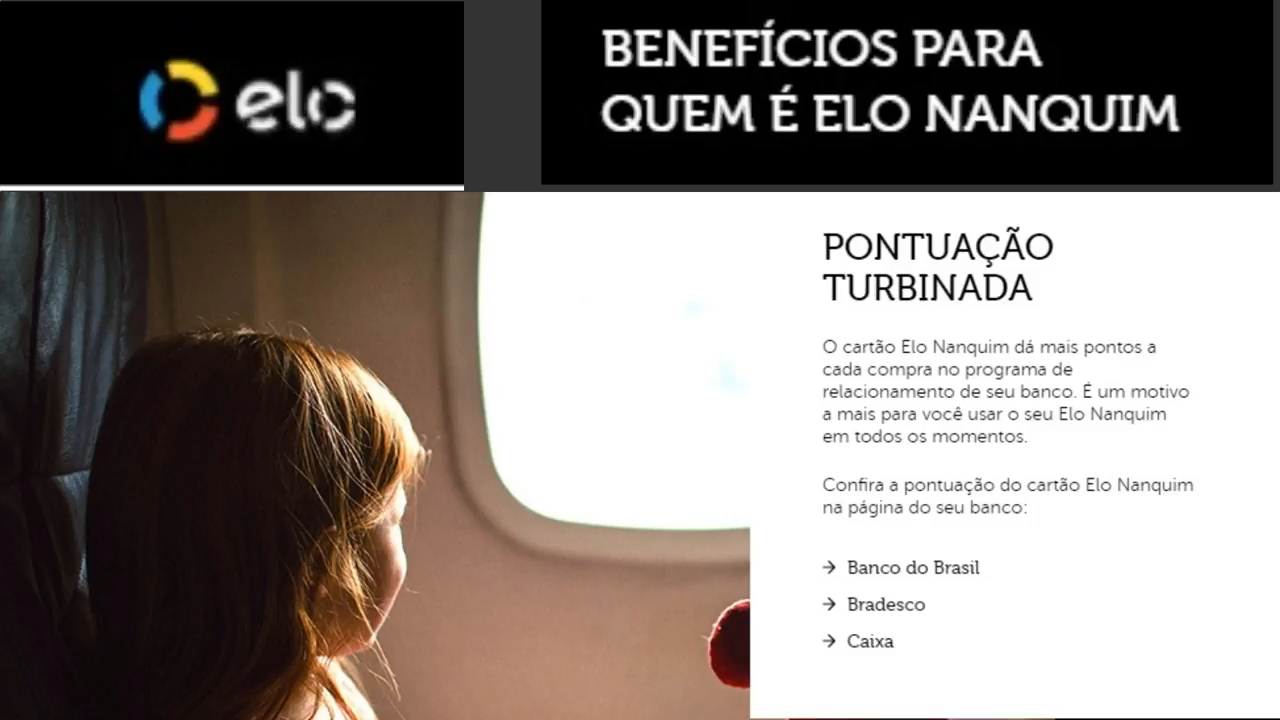 elo
BENEFÍCIOS PARA
QUEM É ELO NANQUIM
PONTUAÇÃO
TURBINADA
O cartão Elo Nanquim dá mais pontos a
cada compra no programa de
relacionamento de seu banco. É um motivo
a mais para você usar o seu Elo Nanquim
em todos os momentos.
Confira a pontuação do cartão Elo Nanquim
na página do seu banco:
→ Banco do Brasil
→ Bradesco
→ Caixa